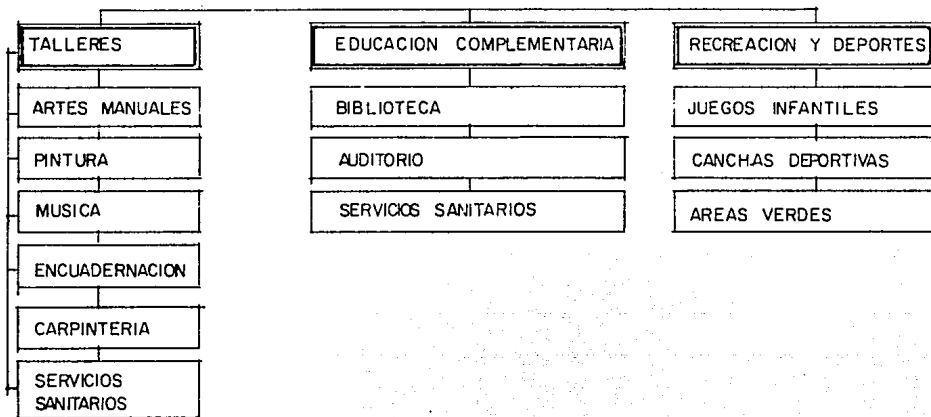 TALLERES
ARTES MANUALES
PINTURA
MUSICA
ENCUADERNACION
CARPINTERIA
SERVICIOS
SANITARIOS
EDUCACION COMPLEMENTARIA
BIBLIOTECA
AUDITORIO
SERVICIOS SANITARIOS
RECREACION Y DEPORTES
JUEGOS INFANTILES
CANCHAS DEPORTIVAS
AREAS VERDES